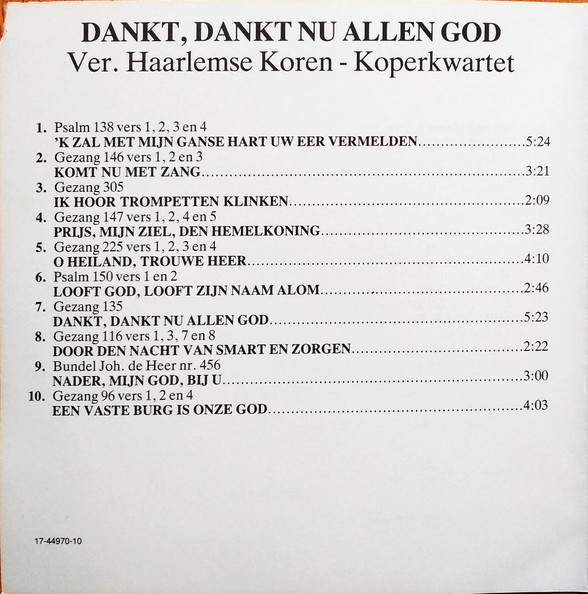 DANKT, DANKT NU ALLEN GOD
Ver. Haarlemse Koren - Koperkwartet
1. Psalm 138 vers 1, 2, 3 en 4
'K ZAL MET MIJN GANSE HART UW EER VERMELDEN....................5:24
2. Gezang 146 vers 1, 2 en 3
KOMT NU MET ZANG....................3:21
3. Gezang 305
IK HOOR TROMPETTEN KLINKEN....................2:09
4. Gezang 147 vers 1, 2, 4 en 5
PRIJS, MIJN ZIEL, DEN HEMELKONING....................3:28
5. Gezang 225 vers 1, 2, 3 en 4
O HEILAND, TROUWE HEER....................4:10
6. Psalm 150 vers 1 en 2
LOOFT GOD, LOOFT ZIJN NAAM ALOM....................2:46
7. Gezang 135
DANKT, DANKT NU ALLEN GOD....................5:23
8. Gezang 116 vers 1, 3, 7 en 8
DOOR DEN NACHT VAN SMART EN ZORGEN....................2:22
9. Bundel Joh. de Heer nr. 456
NADER, MIJN GOD, BIJ U....................3:00
10. Gezang 96 vers 1, 2 en 4
EEN VASTE BURG IS ONZE GOD....................4:03
17-44970-10